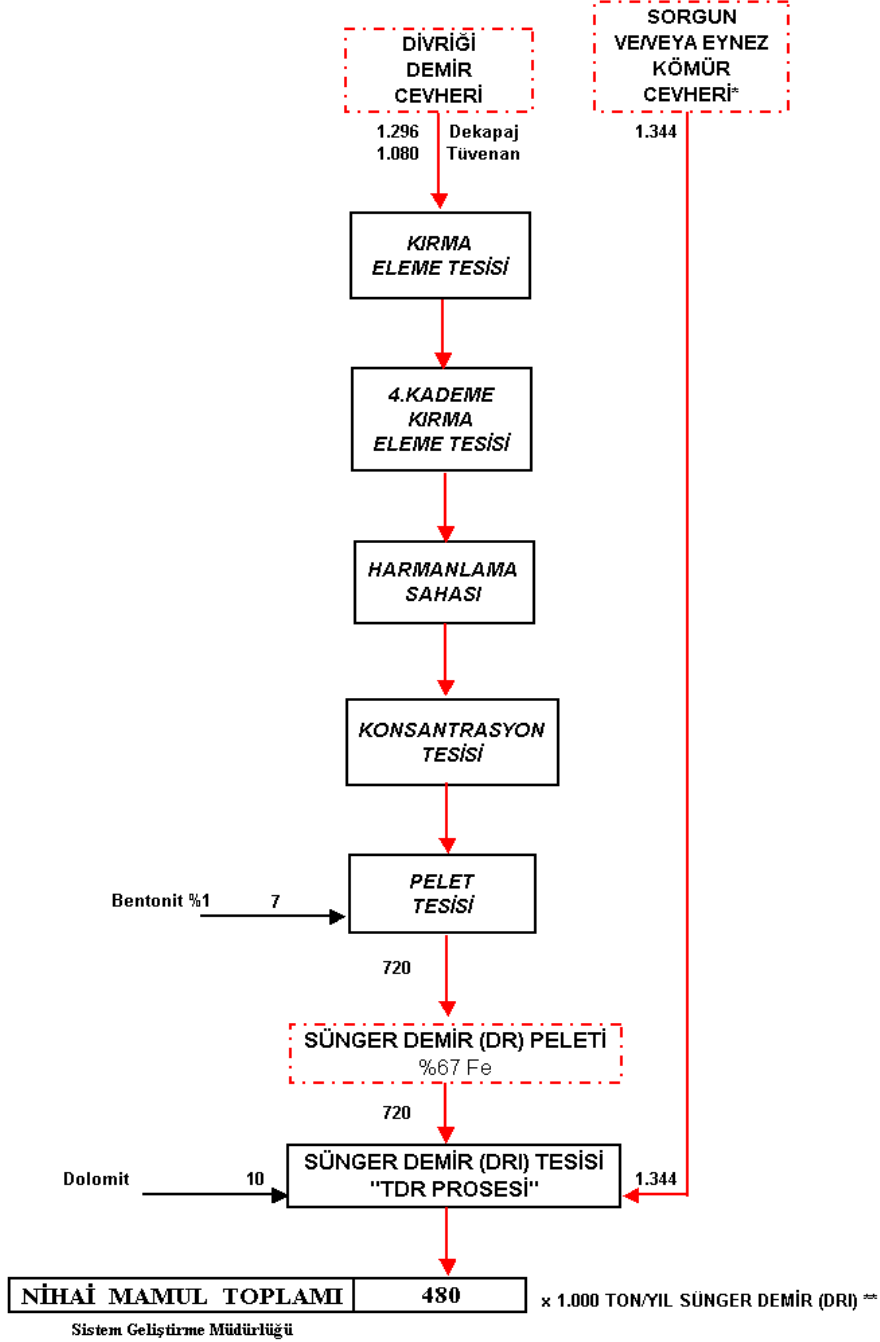 DİVRİĞİ
DEMİR
CEVHERİ
SORGUN
VE/VEYA EYNEZ
KÖMÜR
CEVHERİ*
1.296 Dekapaj
1.080 Tüvenan
1.344
KIRMA
ELEME TESİSİ
4.KADEME
KIRMA
ELEME TESİSİ
HARMANLAMA
SAHASI
KONSANTRASYON
TESİSİ
PELET
TESİSİ
Bentonit %1 7
720
SÜNGER DEMİR (DR) PELETİ
%67 Fe
720
Dolomit 10
SÜNGER DEMİR (DRI) TESİSİ
"TDR PROSESİ"
1.344
NİHAİ MAMUL TOPLAMI 480 x 1.000 TON/YIL SÜNGER DEMİR (DRI) **
Sistem Geliştirme Müdürlüğü